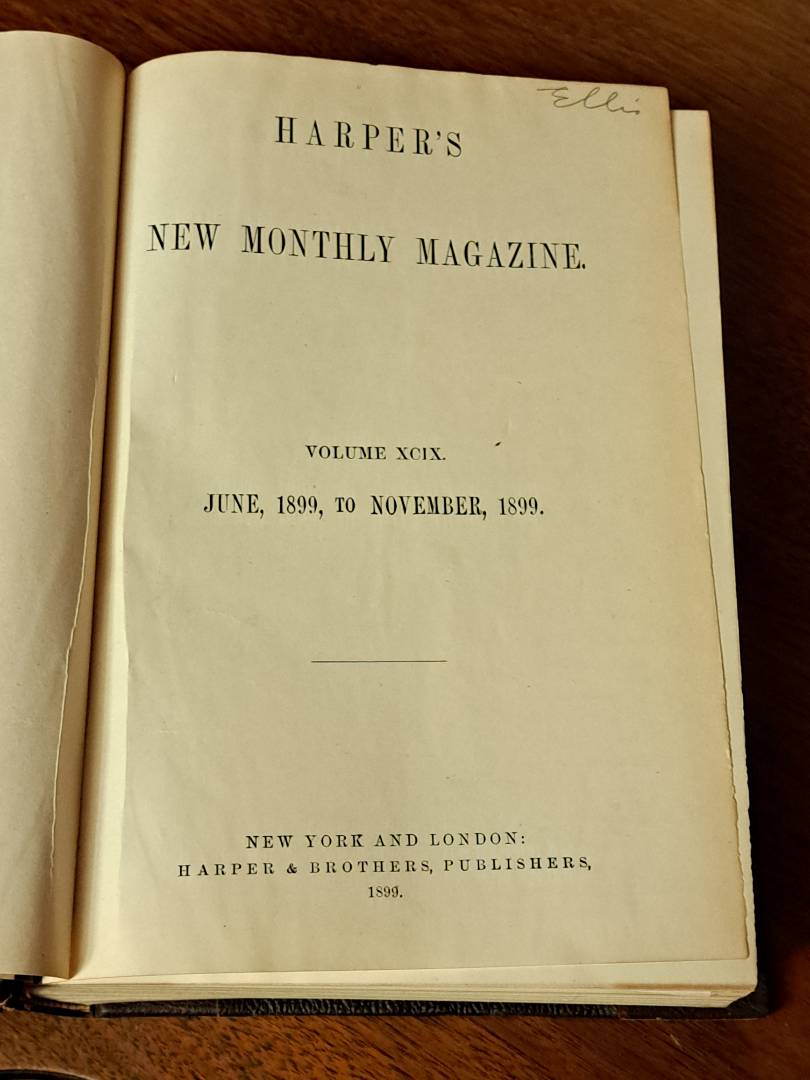 Ellis
HARPER'S
NEW MONTHLY MAGAZINE.
VOLUME XCIX.
JUNE, 1899, TO NOVEMBER, 1899.
NEW YORK AND LONDON:
HARPER & BROTHERS, PUBLISHERS,
1899.